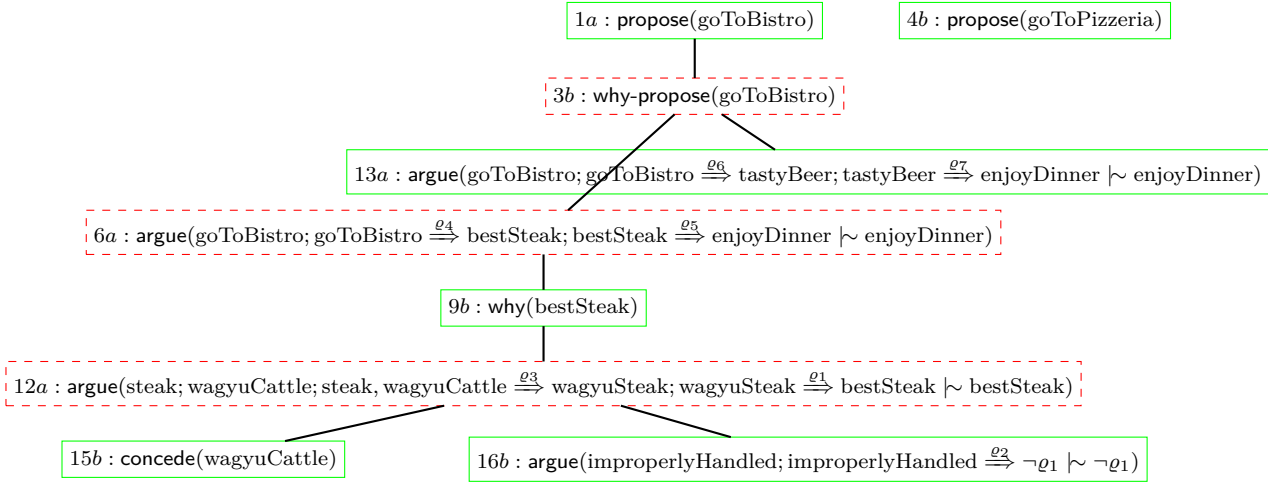 1a : propose(goToBistro)
4b : propose(goToPizzeria)
3b : why-propose(goToBistro)
13a : argue(goToBistro; goToBistro =ϱ6⇒ tastyBeer; tastyBeer =ϱ7⇒ enjoyDinner |~ enjoyDinner)
6a : argue(goToBistro; goToBistro =ϱ4⇒ bestSteak; bestSteak =ϱ5⇒ enjoyDinner |~ enjoyDinner)
9b : why(bestSteak)
12a : argue(steak; wagyuCattle; steak, wagyuCattle =ϱ3⇒ wagyuSteak; wagyuSteak =ϱ1⇒ bestSteak |~ bestSteak)
15b : concede(wagyuCattle)
16b : argue(improperlyHandled; improperlyHandled =ϱ2⇒ ¬ϱ1 |~ ¬ϱ1)